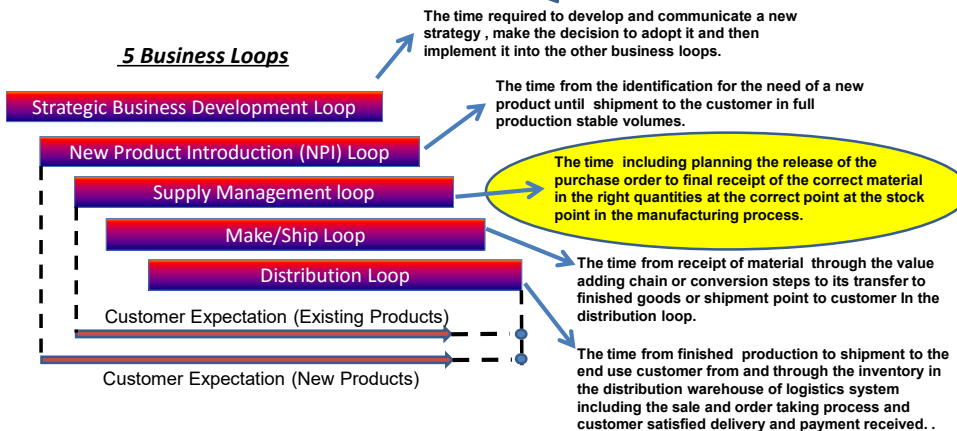 The time required to develop and communicate a new
strategy , make the decision to adopt it and then
implement it into the other business loops.
5 Business Loops
The time from the identification for the need of a new
product until shipment to the customer in full
production stable volumes.
Strategic Business Development Loop
New Product Introduction (NPI) Loop
The time including planning the release of the
purchase order to final receipt of the correct material
in the right quantities at the correct point at the stock
point in the manufacturing process.
Supply Management loop
Make/Ship Loop
Distribution Loop
The time from receipt of material through the value
adding chain or conversion steps to its transfer to
finished goods or shipment point to customer In the
distribution loop.
Customer Expectation (Existing Products)
Customer Expectation (New Products)
The time from finished production to shipment to the
end use customer from and through the inventory in
the distribution warehouse of logistics system
including the sale and order taking process and
customer satisfied delivery and payment received. .